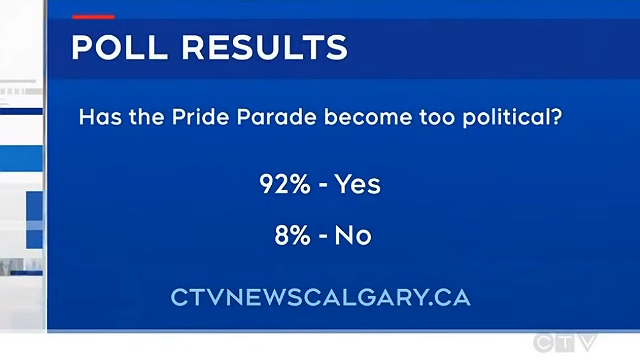 POLL RESULTS
Has the Pride Parade become too political?
92% - Yes
8% - No
CTVNEWSCALGARY.CA
CTV